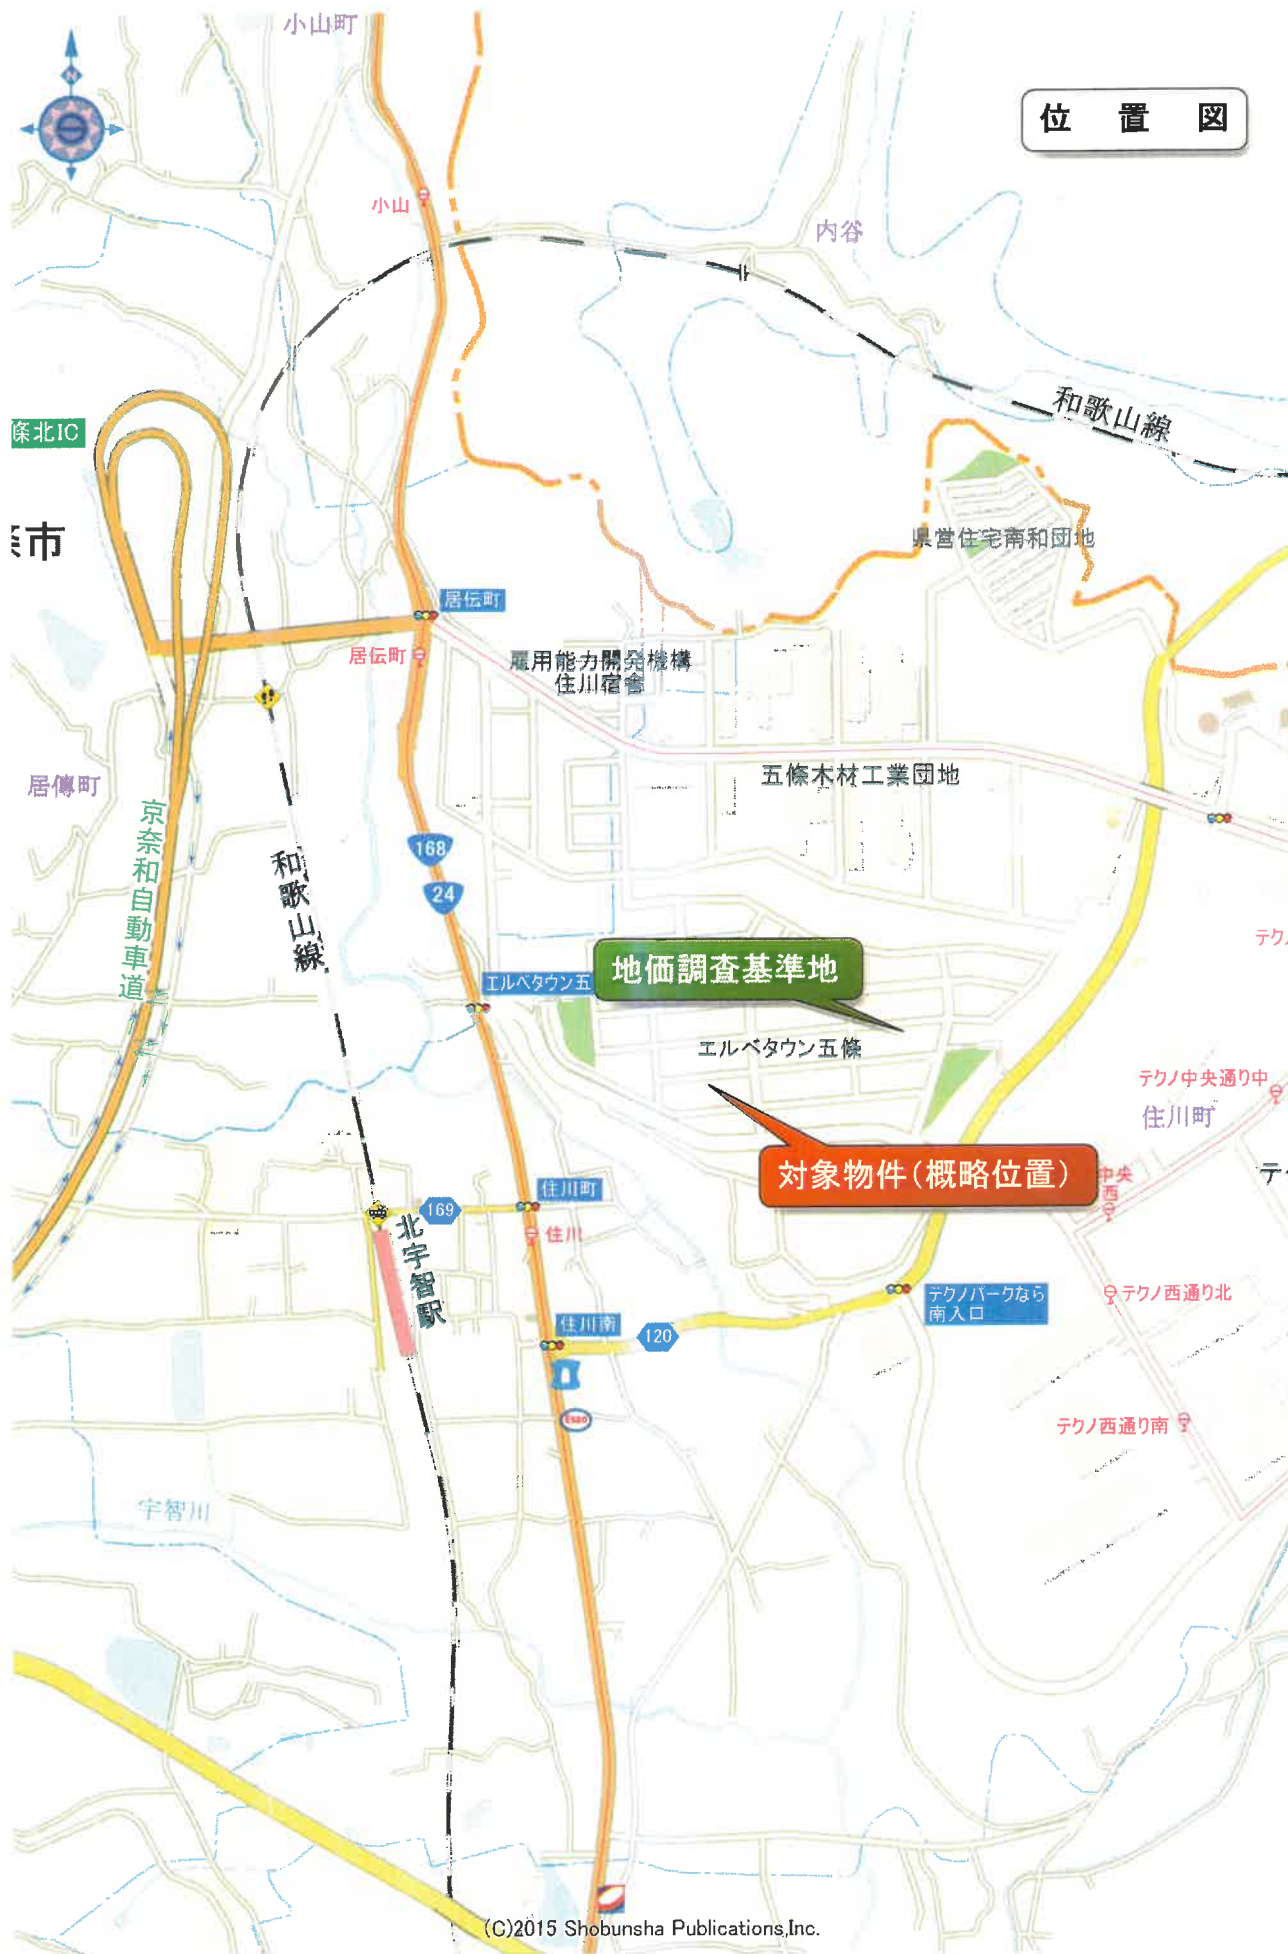 小山町
N
位 置 図
小山
内谷
和歌山線
條北IC
條市
県営住宅南和団地
居伝町
居伝町
雇用能力開発機構
住川宿舎
五條木材工業団地
居傳町
京奈和自動車道
和歌山線
168
24
テクノ
地価調査基準地
エルベタウン五
エルベタウン五條
テクノ中央通り中
住川町
対象物件(概略位置)
中央
西
テク
住川町
169
住川
北宇智駅
テクノパークなら
南入口
テクノ西通り北
住川南
120
Esso
テクノ西通り南
宇智川
(C)2015 Shobunsha Publications,Inc.